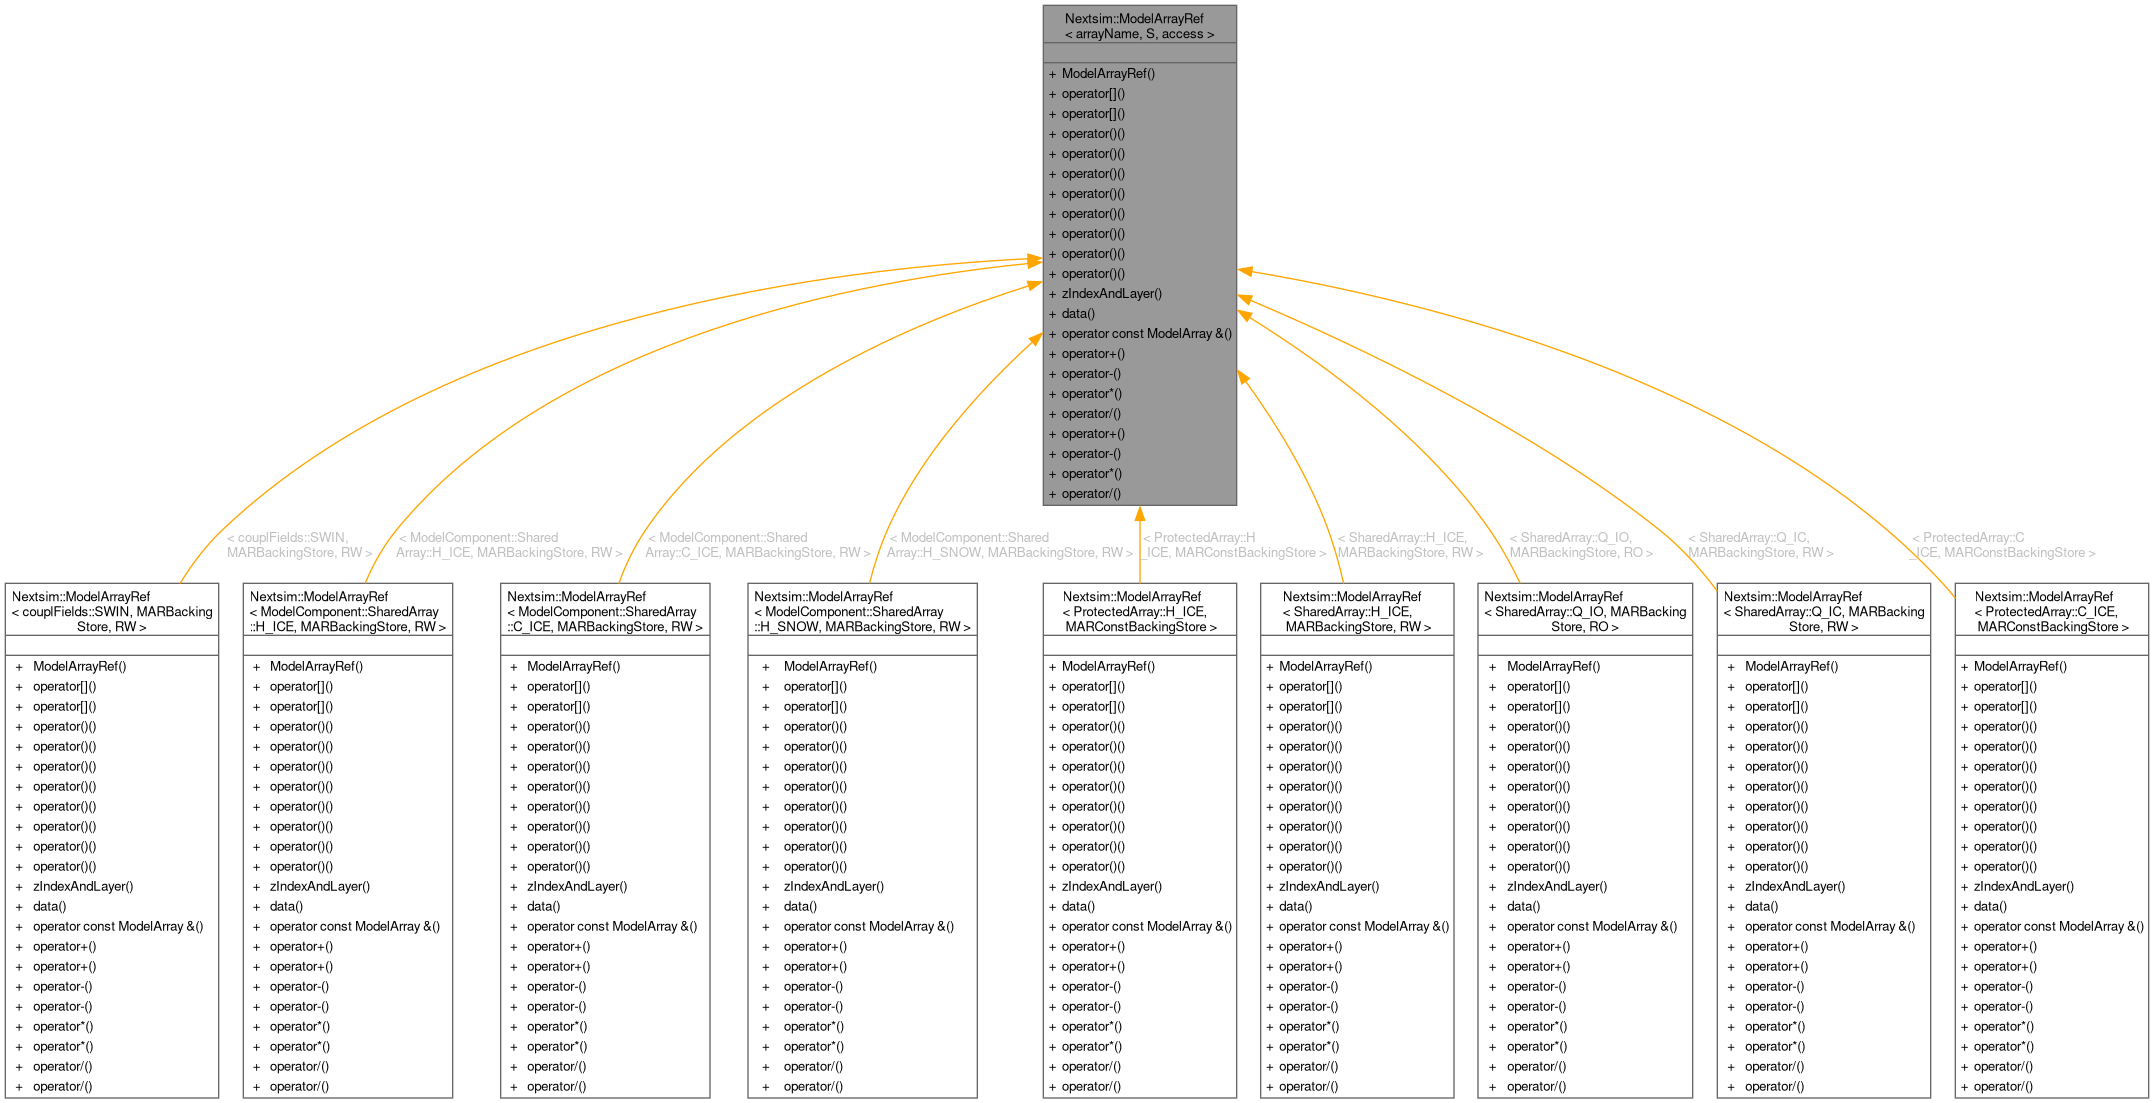 Nextsim::ModelArrayRef
< arrayName, S, access >
+ ModelArrayRef()
+ operator[]()
+ operator[]()
+ operator()()
+ operator()()
+ operator()()
+ operator()()
+ operator()()
+ operator()()
+ operator()()
+ operator()()
+ zIndexAndLayer()
+ data()
+ operator const ModelArray &()
+ operator+()
+ operator-()
+ operator*()
+ operator/()
+ operator+()
+ operator-()
+ operator*()
+ operator/()
< couplFields::SWIN,
MARBackingStore, RW >
< ModelComponent::Shared
Array::H_ICE, MARBackingStore, RW >
< ModelComponent::Shared
Array::C_ICE, MARBackingStore, RW >
< ModelComponent::Shared
Array::H_SNOW, MARBackingStore, RW >
< ProtectedArray::H
_ICE, MARConstBackingStore >
< SharedArray::H_ICE,
MARBackingStore, RW >
< SharedArray::Q_IO,
MARBackingStore, RO >
< SharedArray::Q_IC,
MARBackingStore, RW >
< ProtectedArray::C
_ICE, MARConstBackingStore >
Nextsim::ModelArrayRef
< couplFields::SWIN, MARBacking
Store, RW >
+ ModelArrayRef()
+ operator[]()
+ operator[]()
+ operator()()
+ operator()()
+ operator()()
+ operator()()
+ operator()()
+ operator()()
+ operator()()
+ operator()()
+ zIndexAndLayer()
+ data()
+ operator const ModelArray &()
+ operator+()
+ operator+()
+ operator-()
+ operator-()
+ operator*()
+ operator*()
+ operator/()
+ operator/()
Nextsim::ModelArrayRef
< ModelComponent::SharedArray
::H_ICE, MARBackingStore, RW >
+ ModelArrayRef()
+ operator[]()
+ operator[]()
+ operator()()
+ operator()()
+ operator()()
+ operator()()
+ operator()()
+ operator()()
+ operator()()
+ operator()()
+ zIndexAndLayer()
+ data()
+ operator const ModelArray &()
+ operator+()
+ operator+()
+ operator-()
+ operator-()
+ operator*()
+ operator*()
+ operator/()
+ operator/()
Nextsim::ModelArrayRef
< ModelComponent::SharedArray
::C_ICE, MARBackingStore, RW >
+ ModelArrayRef()
+ operator[]()
+ operator[]()
+ operator()()
+ operator()()
+ operator()()
+ operator()()
+ operator()()
+ operator()()
+ operator()()
+ operator()()
+ zIndexAndLayer()
+ data()
+ operator const ModelArray &()
+ operator+()
+ operator+()
+ operator-()
+ operator-()
+ operator*()
+ operator*()
+ operator/()
+ operator/()
Nextsim::ModelArrayRef
< ModelComponent::SharedArray
::H_SNOW, MARBackingStore, RW >
+ ModelArrayRef()
+ operator[]()
+ operator[]()
+ operator()()
+ operator()()
+ operator()()
+ operator()()
+ operator()()
+ operator()()
+ operator()()
+ operator()()
+ zIndexAndLayer()
+ data()
+ operator const ModelArray &()
+ operator+()
+ operator+()
+ operator-()
+ operator-()
+ operator*()
+ operator*()
+ operator/()
+ operator/()
Nextsim::ModelArrayRef
< ProtectedArray::H_ICE,
MARConstBackingStore >
+ ModelArrayRef()
+ operator[]()
+ operator[]()
+ operator()()
+ operator()()
+ operator()()
+ operator()()
+ operator()()
+ operator()()
+ operator()()
+ operator()()
+ zIndexAndLayer()
+ data()
+ operator const ModelArray &()
+ operator+()
+ operator+()
+ operator-()
+ operator-()
+ operator*()
+ operator*()
+ operator/()
+ operator/()
Nextsim::ModelArrayRef
< SharedArray::H_ICE,
MARBackingStore, RW >
+ ModelArrayRef()
+ operator[]()
+ operator[]()
+ operator()()
+ operator()()
+ operator()()
+ operator()()
+ operator()()
+ operator()()
+ operator()()
+ operator()()
+ zIndexAndLayer()
+ data()
+ operator const ModelArray &()
+ operator+()
+ operator+()
+ operator-()
+ operator-()
+ operator*()
+ operator*()
+ operator/()
+ operator/()
Nextsim::ModelArrayRef
< SharedArray::Q_IO, MARBacking
Store, RO >
+ ModelArrayRef()
+ operator[]()
+ operator[]()
+ operator()()
+ operator()()
+ operator()()
+ operator()()
+ operator()()
+ operator()()
+ operator()()
+ operator()()
+ zIndexAndLayer()
+ data()
+ operator const ModelArray &()
+ operator+()
+ operator+()
+ operator-()
+ operator-()
+ operator*()
+ operator*()
+ operator/()
+ operator/()
Nextsim::ModelArrayRef
< SharedArray::Q_IC, MARBacking
Store, RW >
+ ModelArrayRef()
+ operator[]()
+ operator[]()
+ operator()()
+ operator()()
+ operator()()
+ operator()()
+ operator()()
+ operator()()
+ operator()()
+ operator()()
+ zIndexAndLayer()
+ data()
+ operator const ModelArray &()
+ operator+()
+ operator+()
+ operator-()
+ operator-()
+ operator*()
+ operator*()
+ operator/()
+ operator/()
Nextsim::ModelArrayRef
< ProtectedArray::C_ICE,
MARConstBackingStore >
+ ModelArrayRef()
+ operator[]()
+ operator[]()
+ operator()()
+ operator()()
+ operator()()
+ operator()()
+ operator()()
+ operator()()
+ operator()()
+ operator()()
+ zIndexAndLayer()
+ data()
+ operator const ModelArray &()
+ operator+()
+ operator+()
+ operator-()
+ operator-()
+ operator*()
+ operator*()
+ operator/()
+ operator/()